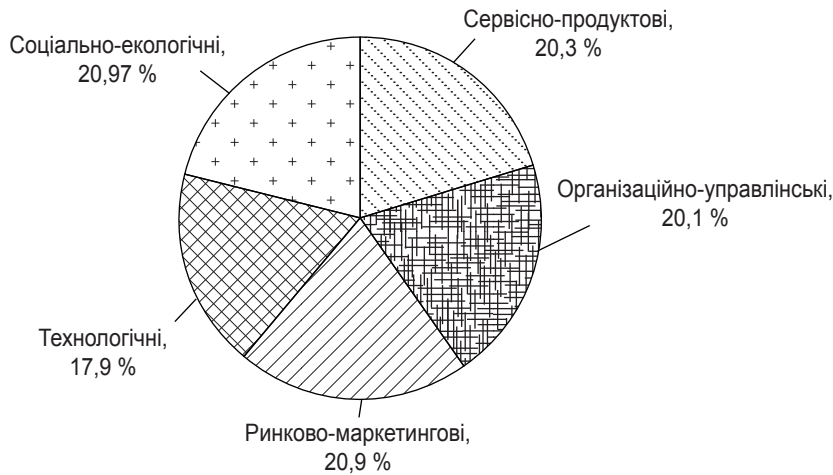 Соціально-екологічні,
20,97 %
Сервісно-продуктові,
20,3 %
Організаційно-управлінські,
20,1 %
Технологічні,
17,9 %
Ринково-маркетингові,
20,9 %